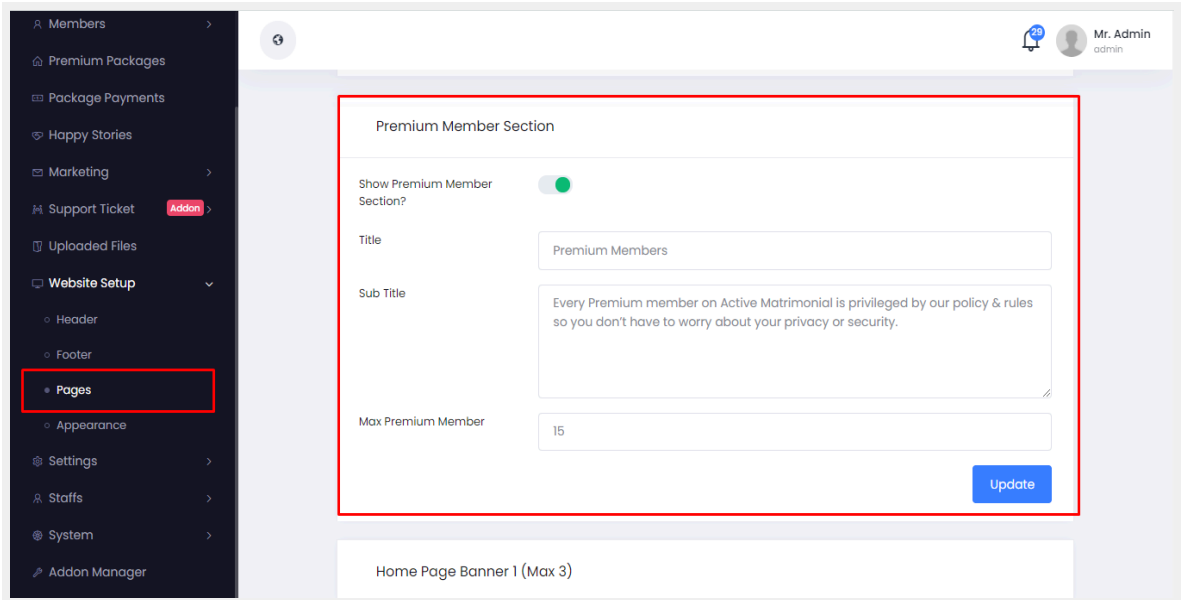 Members
Premium Packages
Package Payments
Happy Stories
Marketing
Support Ticket Addon
Uploaded Files
Website Setup
Header
Footer
Pages
Appearance
Settings
Staffs
System
Addon Manager
29
Mr. Admin
admin
Premium Member Section
Show Premium Member
Section?
Title
Premium Members
Sub Title
Every Premium member on Active Matrimonial is privileged by our policy & rules
so you don't have to worry about your privacy or security.
Max Premium Member
15
Update
Home Page Banner 1 (Max 3)